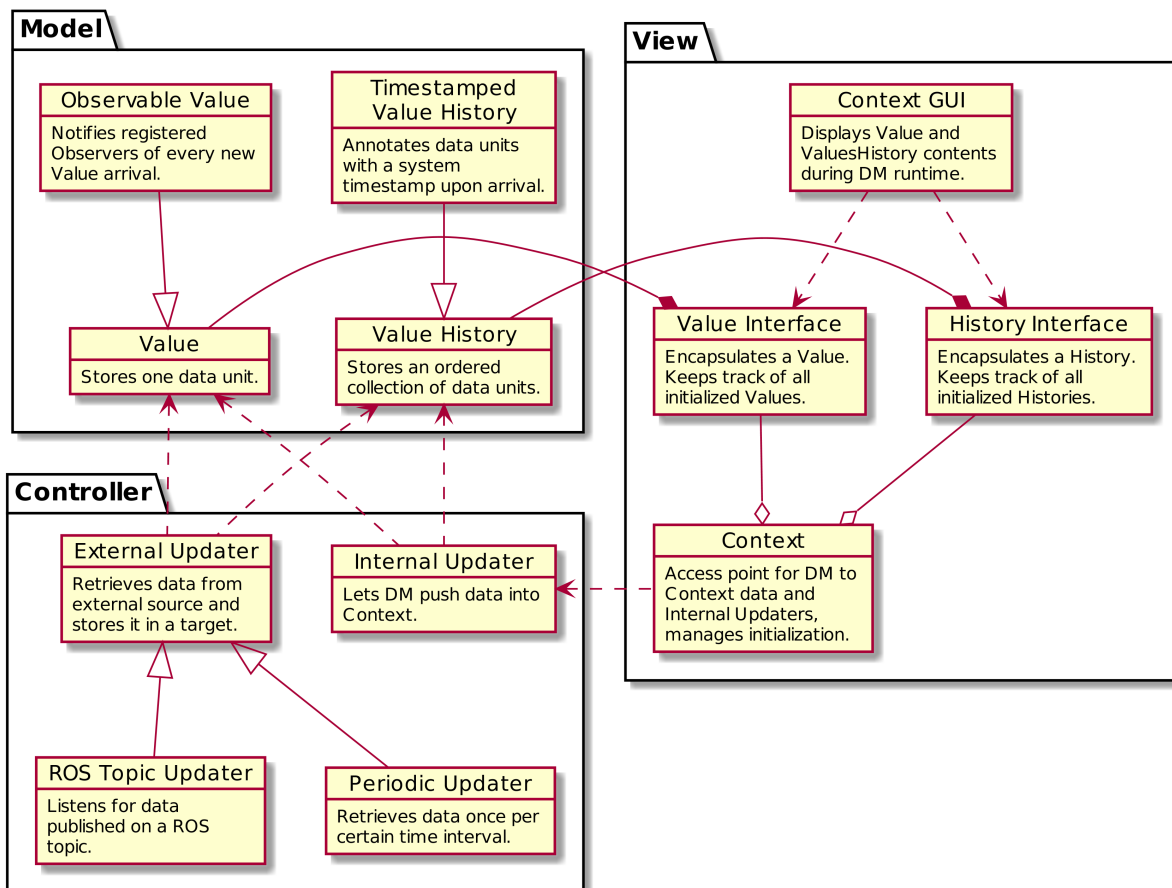 Model
Observable Value
Notifies registered
Observers of every new
Value arrival.
Timestamped
Value History
Annotates data units
with a system
timestamp upon arrival.
Value
Stores one data unit.
Value History
Stores an ordered
collection of data units.
View
Context GUI
Displays Value and
ValuesHistory contents
during DM runtime.
Value Interface
Encapsulates a Value.
Keeps track of all
initialized Values.
History Interface
Encapsulates a History.
Keeps track of all
initialized Histories.
Context
Access point for DM to
Context data and
Internal Updaters,
manages initialization.
Controller
External Updater
Retrieves data from
external source and
stores it in a target.
Internal Updater
Lets DM push data into
Context.
ROS Topic Updater
Listens for data
published on a ROS
topic.
Periodic Updater
Retrieves data once per
certain time interval.